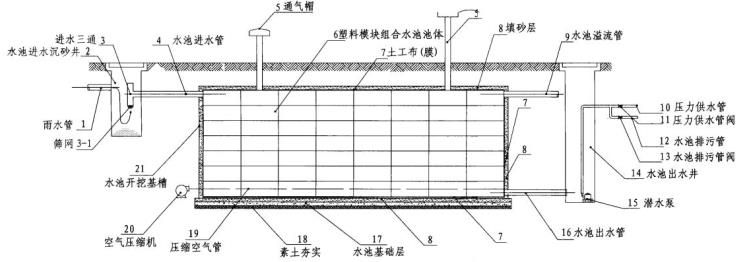 5 通气帽
5
进水三通
水池进水沉砂井 2
3
4 水池进水管
6塑料模块组合水池池体
7土工布(膜)
8 填砂层
9水池溢流管
雨水管 1
筛网 3-1
10 压力供水管
11 压力供水管阀
12 水池排污管
13 水池排污管阀
14 水池出水井
15 潜水泵
16水池出水管
7
8
21
水池开挖基槽
20
空气压缩机
19
压缩空气管
18
素土夯实
17
水池基础层
8
7